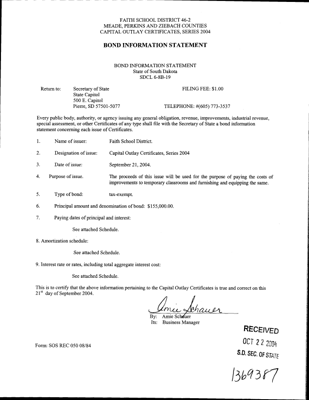 FAITH SCHOOL DISTRICT 46-2
MEADE, PERKINS AND ZIEBACH COUNTIES
CAPITAL OUTLAY CERTIFICATES, SERIES 2004
BOND INFORMATION STATEMENT
BOND INFORMATION STATEMENT
State of South Dakota
SDCL 6-8B-19
Return to: Secretary of State FILING FEE: $1.00
State Capitol
500 E. Capitol
Pierre, SD 57501-5077 TELEPHONE: #(605) 773-3537
Every public body, authority, or agency issuing any general obligation, revenue, improvements, industrial revenue,
special assessment, or other Certificates of any type shall file with the Secretary of State a bond information
statement concerning each issue of Certificates.
1. Name of issuer: Faith School District.
2. Designation of issue: Capital Outlay Certificates, Series 2004
3. Date of issue: September 21, 2004.
4. Purpose of issue: The proceeds of this issue will be used for the purpose of paying the costs of
improvements to temporary classrooms and furnishing and equipping the same.
5. Type of bond: tax-exempt.
6. Principal amount and denomination of bond: $155,000.00.
7. Paying dates of principal and interest:
See attached Schedule.
8. Amortization schedule:
See attached Schedule.
9. Interest rate or rates, including total aggregate interest cost:
See attached Schedule.
This is to certify that the above information pertaining to the Capital Outlay Certificates is true and correct on this
21st day of September 2004.
Amie Schauer
By: Amie Schauer
Its: Business Manager
RECEIVED
OCT 22 2004
S.D. SEC. OF STATE
Form: SOS REC 050 08/84
1369387